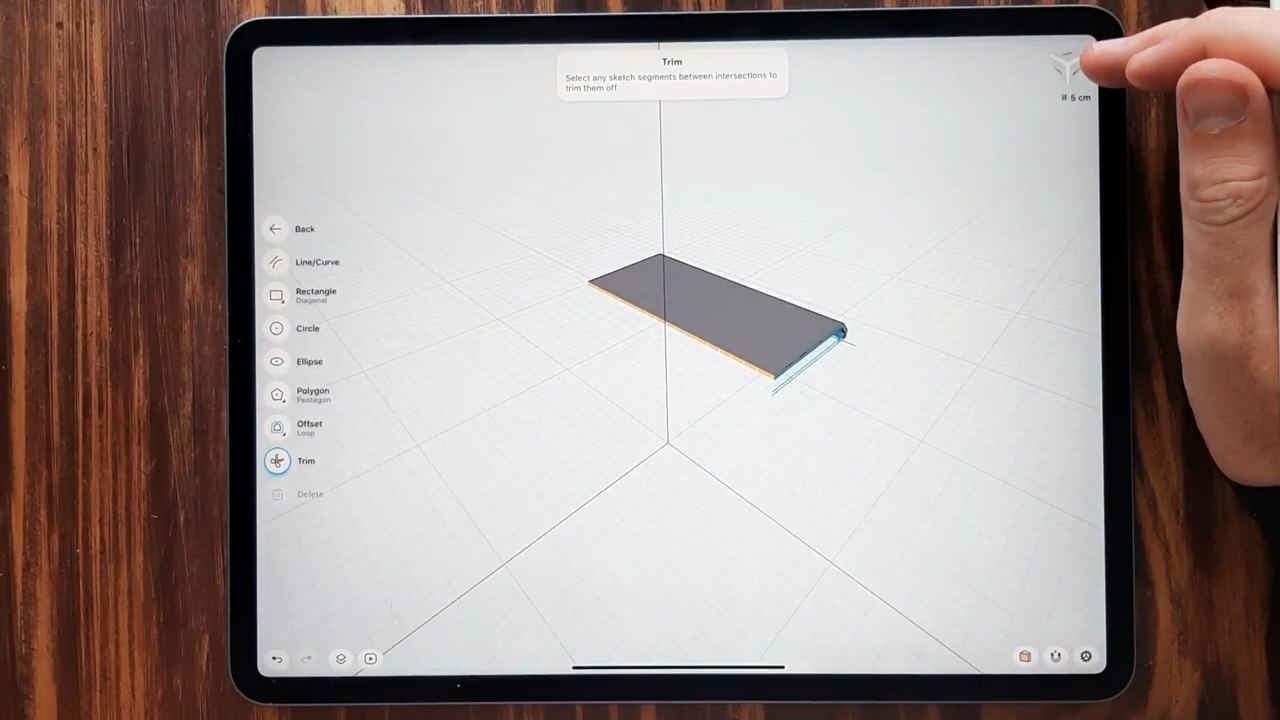 Trim
Select any sketch segments between intersections to
trim them off.
5 cm
Back
Line/Curve
Rectangle
Diagonal
Circle
Ellipse
Polygon
Pentagon
Offset
Loop
Trim
Delete